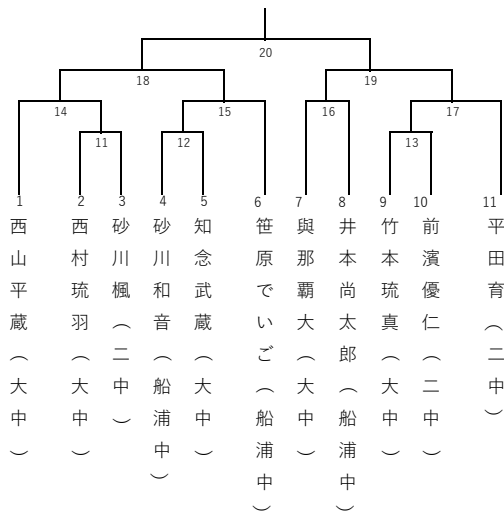 20
18
19
14
15
16
17
11
12
13
1
2
3
4
5
6
7
8
9
10
11
西山平蔵（大中）
西村琉羽（大中）
砂川楓（二中）
砂川和音（船浦中）
知念武蔵（大中）
笹原でいご（船浦中）
與那覇大（大中）
井本尚太郎（船浦中）
竹本琉真（大中）
前濱優仁（二中）
平田育（二中）